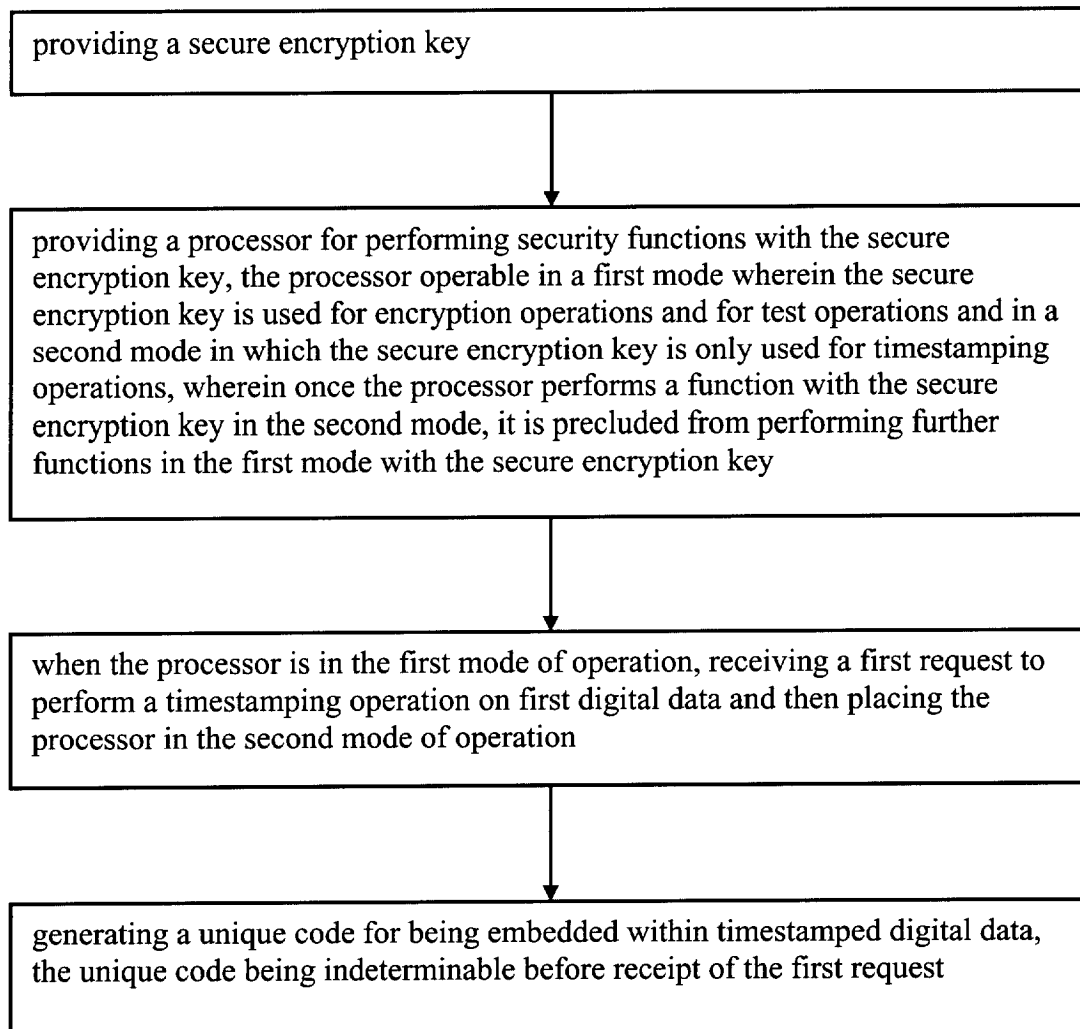 providing a secure encryption key
providing a processor for performing security functions with the secure
encryption key, the processor operable in a first mode wherein the secure
encryption key is used for encryption operations and for test operations and in a
second mode in which the secure encryption key is only used for timestamping
operations, wherein once the processor performs a function with the secure
encryption key in the second mode, it is precluded from performing further
functions in the first mode with the secure encryption key
when the processor is in the first mode of operation, receiving a first request to
perform a timestamping operation on first digital data and then placing the
processor in the second mode of operation
generating a unique code for being embedded within timestamped digital data,
the unique code being indeterminable before receipt of the first request